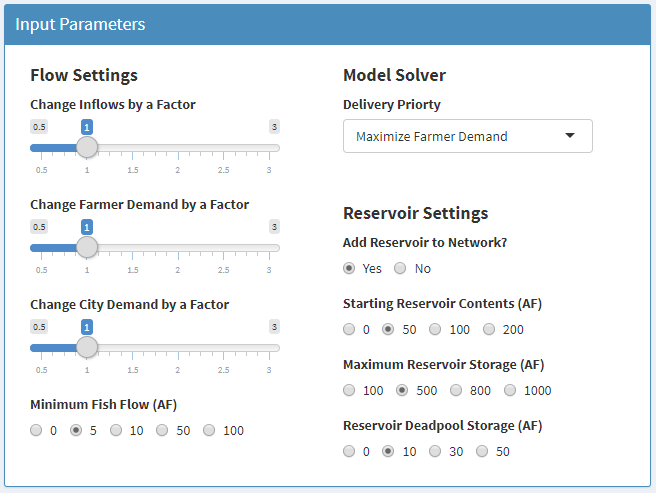 Input Parameters
Flow Settings
Change Inflows by a Factor
0.5 1 3
0.5 1 1.5 2 2.5 3
Change Farmer Demand by a Factor
0.5 1 3
0.5 1 1.5 2 2.5 3
Change City Demand by a Factor
0.5 1 3
0.5 1 1.5 2 2.5 3
Minimum Fish Flow (AF)
0 5 10 50 100
Model Solver
Delivery Priorty
Maximize Farmer Demand
Reservoir Settings
Add Reservoir to Network?
Yes No
Starting Reservoir Contents (AF)
0 50 100 200
Maximum Reservoir Storage (AF)
100 500 800 1000
Reservoir Deadpool Storage (AF)
0 10 30 50